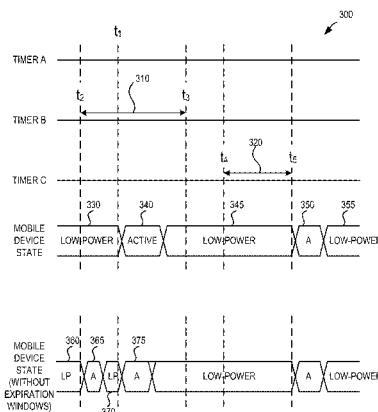 300
t₁
TIMER A
310
t₂ t₃
TIMER B
320
t₄ t₅
TIMER C
330 340 345 350 355
MOBILE DEVICE STATE
LOW-POWER ACTIVE LOW-POWER A LOW-POWER
360 365 375
MOBILE DEVICE STATE (WITHOUT EXPIRATION WINDOWS)
LP A LP A LOW-POWER A LOW-POWER
370